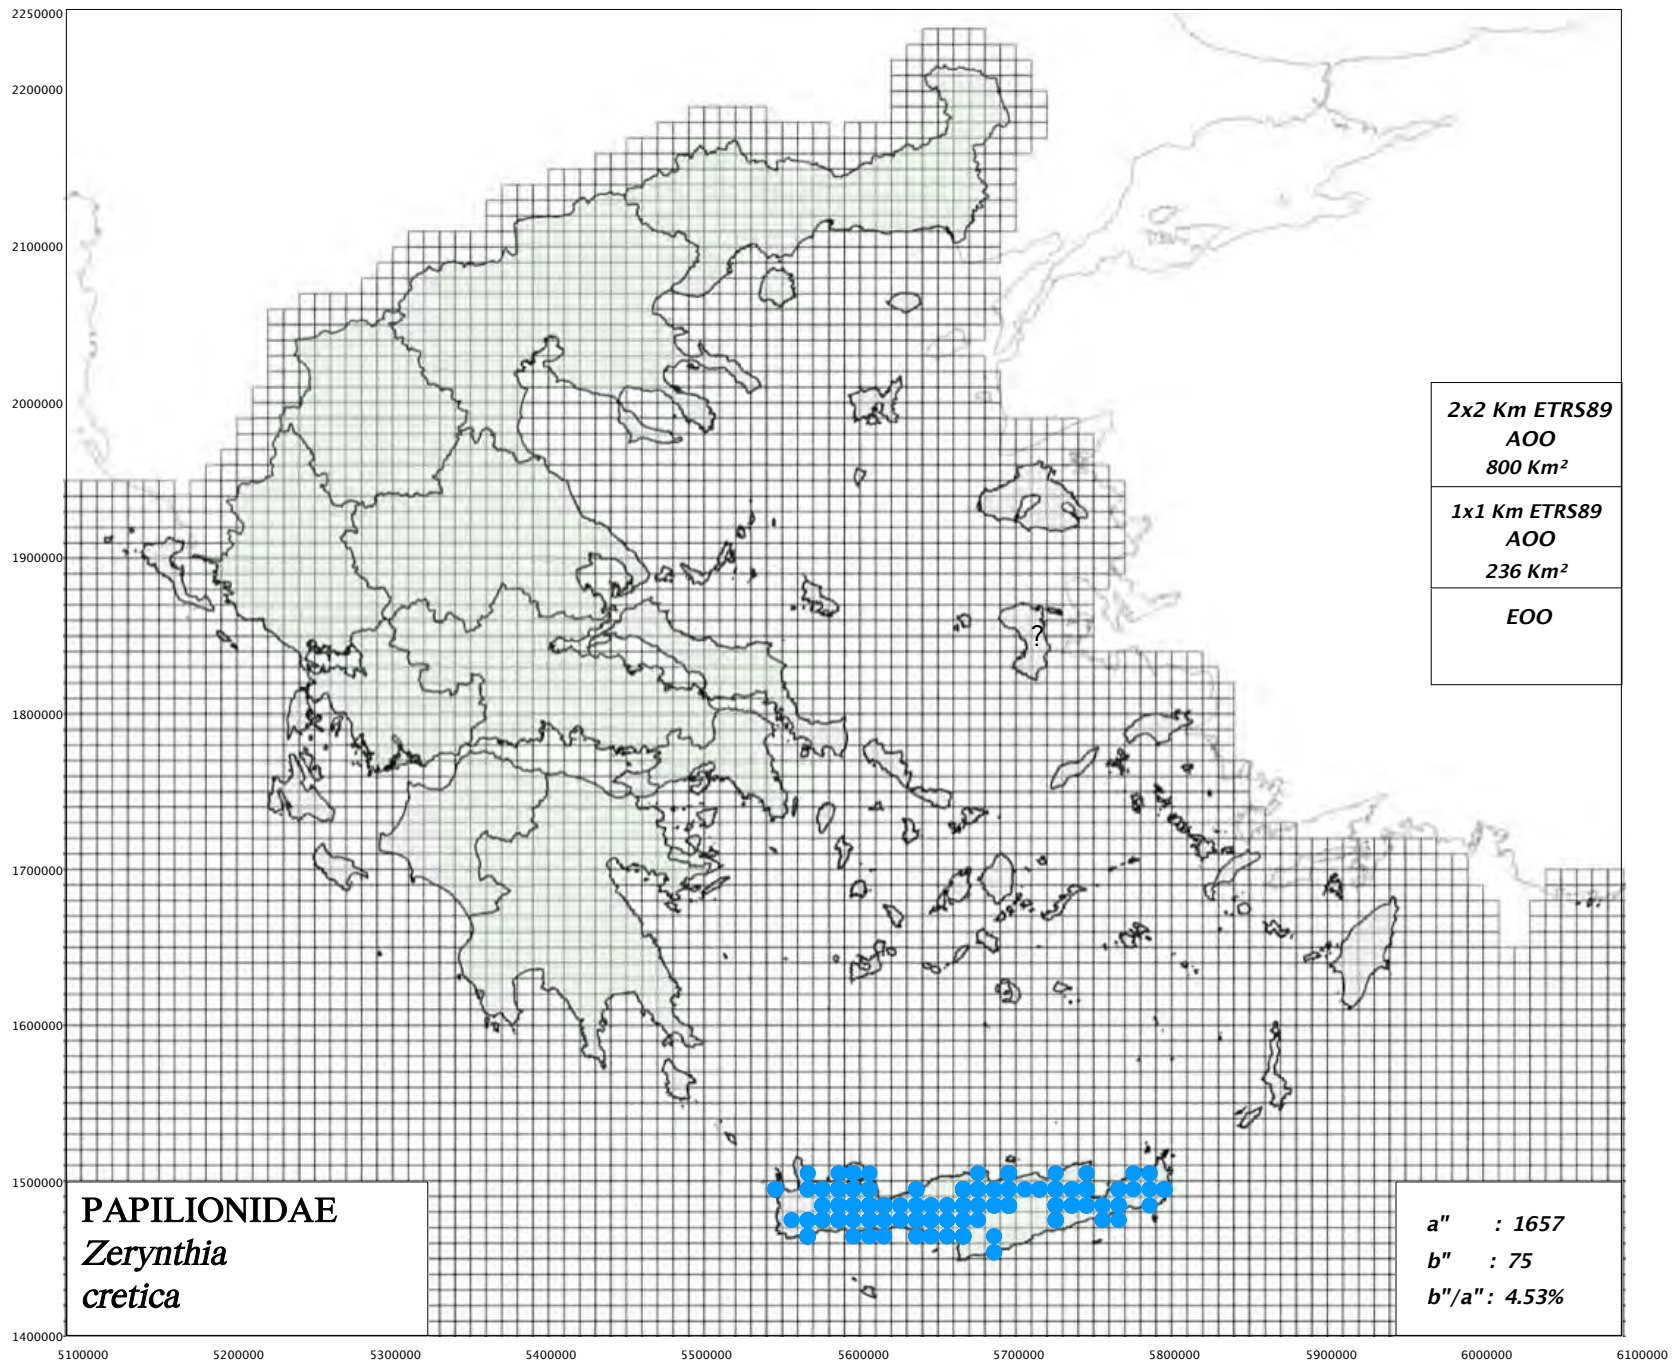 2250000
2200000
2100000
2000000
1900000
1800000
1700000
1600000
1500000
1400000
2x2 Km ETRS89
AOO
800 Km²
1x1 Km ETRS89
AOO
236 Km²
EOO
?
PAPILIONIDAE
Zerynthia
cretica
a" : 1657
b" : 75
b"/a" : 4.53%
5100000 5200000 5300000 5400000 5500000 5600000 5700000 5800000 5900000 6000000 6100000